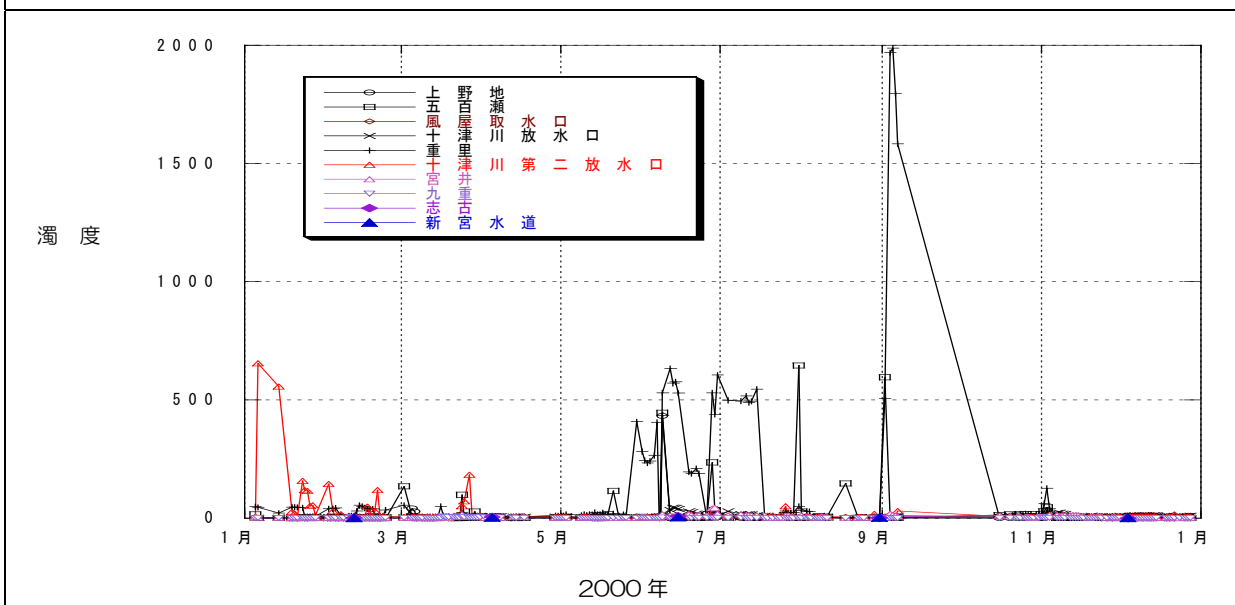 2000
1500
1000
500
0
濁 度
上 野 地
五 百 瀬
風 屋 取 水 口
十 津 川 放 水 口
重 里
十 津 川 第 二 放 水 口
宮 井
九 重
志 古
新 宮 水 道
1 月 3 月 5 月 7 月 9 月 1 1 月 1 月
2000 年